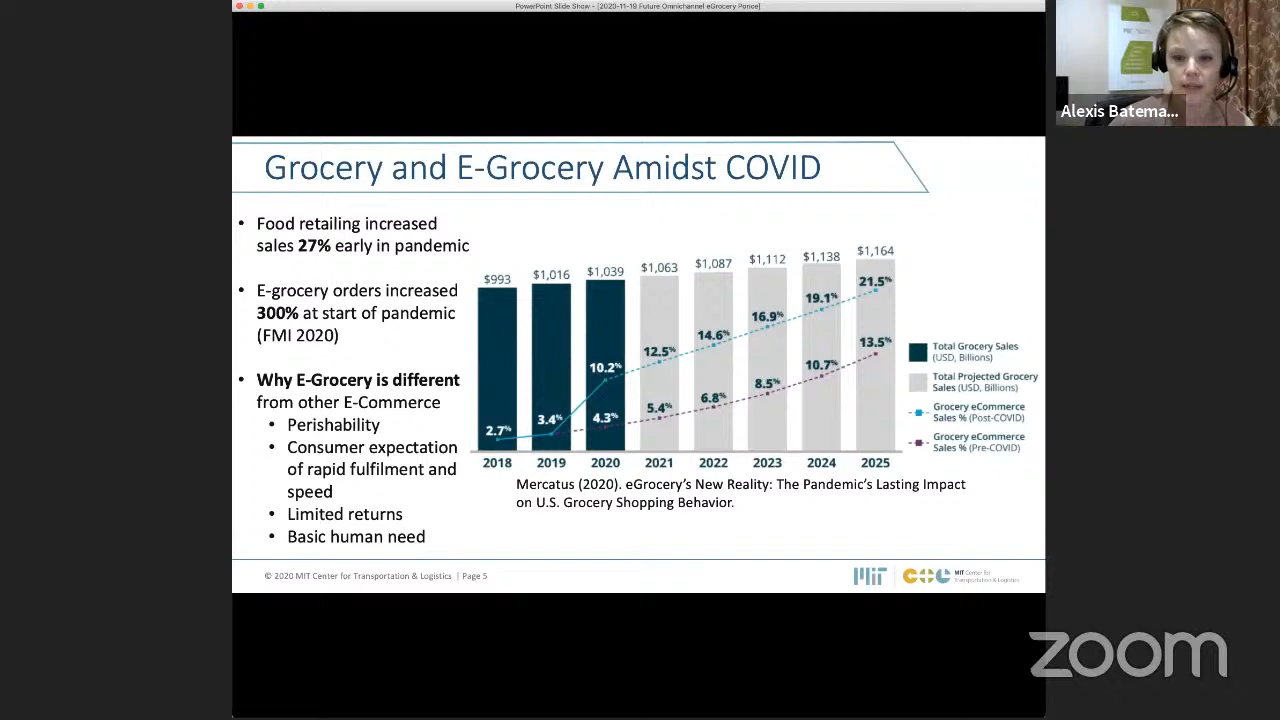 PowerPoint Slide Show - [2020-11-19 Future Omnichannel eGrocery Ponce]
Alexis Batema...
Grocery and E-Grocery Amidst COVID
• Food retailing increased
sales 27% early in pandemic
• E-grocery orders increased
300% at start of pandemic
(FMI 2020)
• Why E-Grocery is different
from other E-Commerce
• Perishability
• Consumer expectation
of rapid fulfilment and
speed
• Limited returns
• Basic human need
$993 $1,016 $1,039 $1,063 $1,087 $1,112 $1,138 $1,164
2.7% 3.4% 10.2% 12.5% 14.6% 16.9% 19.1% 21.5%
4.3% 5.4% 6.8% 8.5% 10.7% 13.5%
2018 2019 2020 2021 2022 2023 2024 2025
Total Grocery Sales
(USD, Billions)
Total Projected Grocery
Sales (USD, Billions)
Grocery eCommerce
Sales % (Post-COVID)
Grocery eCommerce
Sales % (Pre-COVID)
Mercatus (2020). eGrocery's New Reality: The Pandemic's Lasting Impact
on U.S. Grocery Shopping Behavior.
© 2020 MIT Center for Transportation & Logistics | Page 5
MIT
CTL
MIT Center for
Transportation & Logistics
zoom